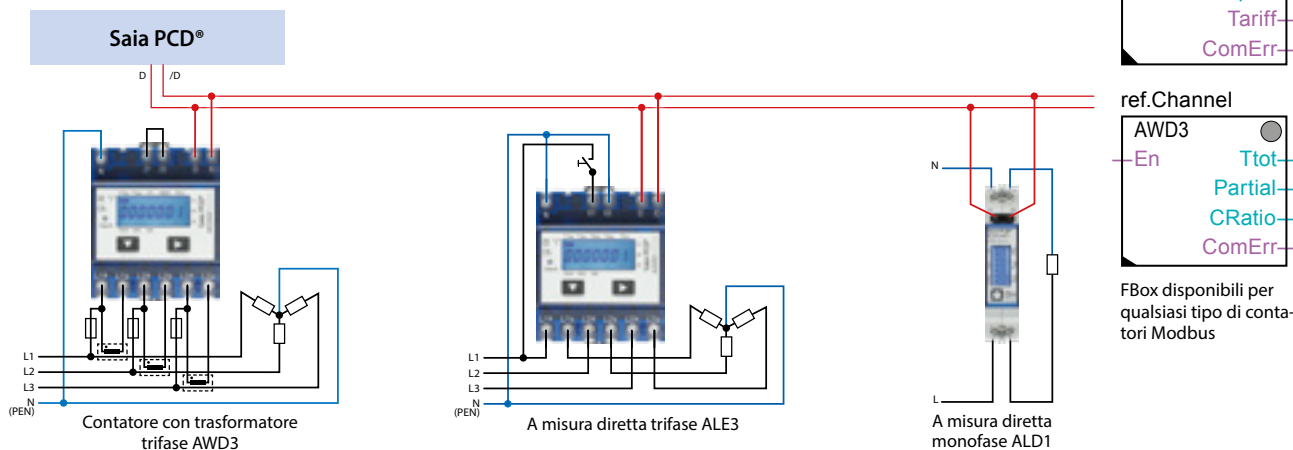 Tariff
ComErr
Saia PCD®
D
/D
ref.Channel
AWD3
En
Ttot
Partial
CRatio
ComErr
FBox disponibili per
qualsiasi tipo di conta-
tori Modbus
N
L1
L2
L3
N
(PEN)
Contatore con trasformatore
trifase AWD3
L1
L2
L3
N
(PEN)
A misura diretta trifase ALE3
L
A misura diretta
monofase ALD1